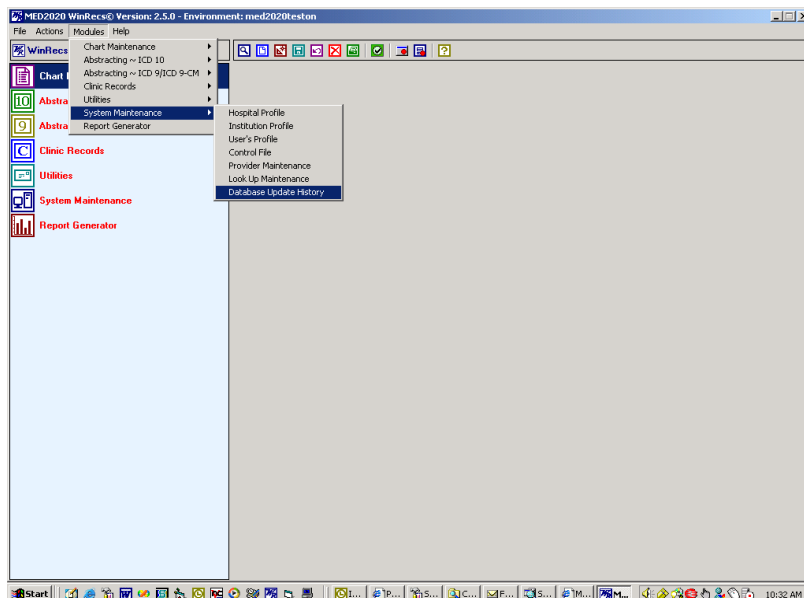 MED2020 WinRecs© Version: 2.5.0 - Environment: med2020teston
File Actions Modules Help
WinRecs
Chart Maintenance
Abstracting ~ ICD 10
Abstracting ~ ICD 9/ICD 9-CM
Clinic Records
Utilities
System Maintenance
Report Generator
Hospital Profile
Institution Profile
User's Profile
Control File
Provider Maintenance
Look Up Maintenance
Database Update History
Chart
10 Abstra
9 Abstra
C Clinic Records
Utilities
System Maintenance
Report Generator
Start I... P... S... C... F... S... M... M... 10:32 AM